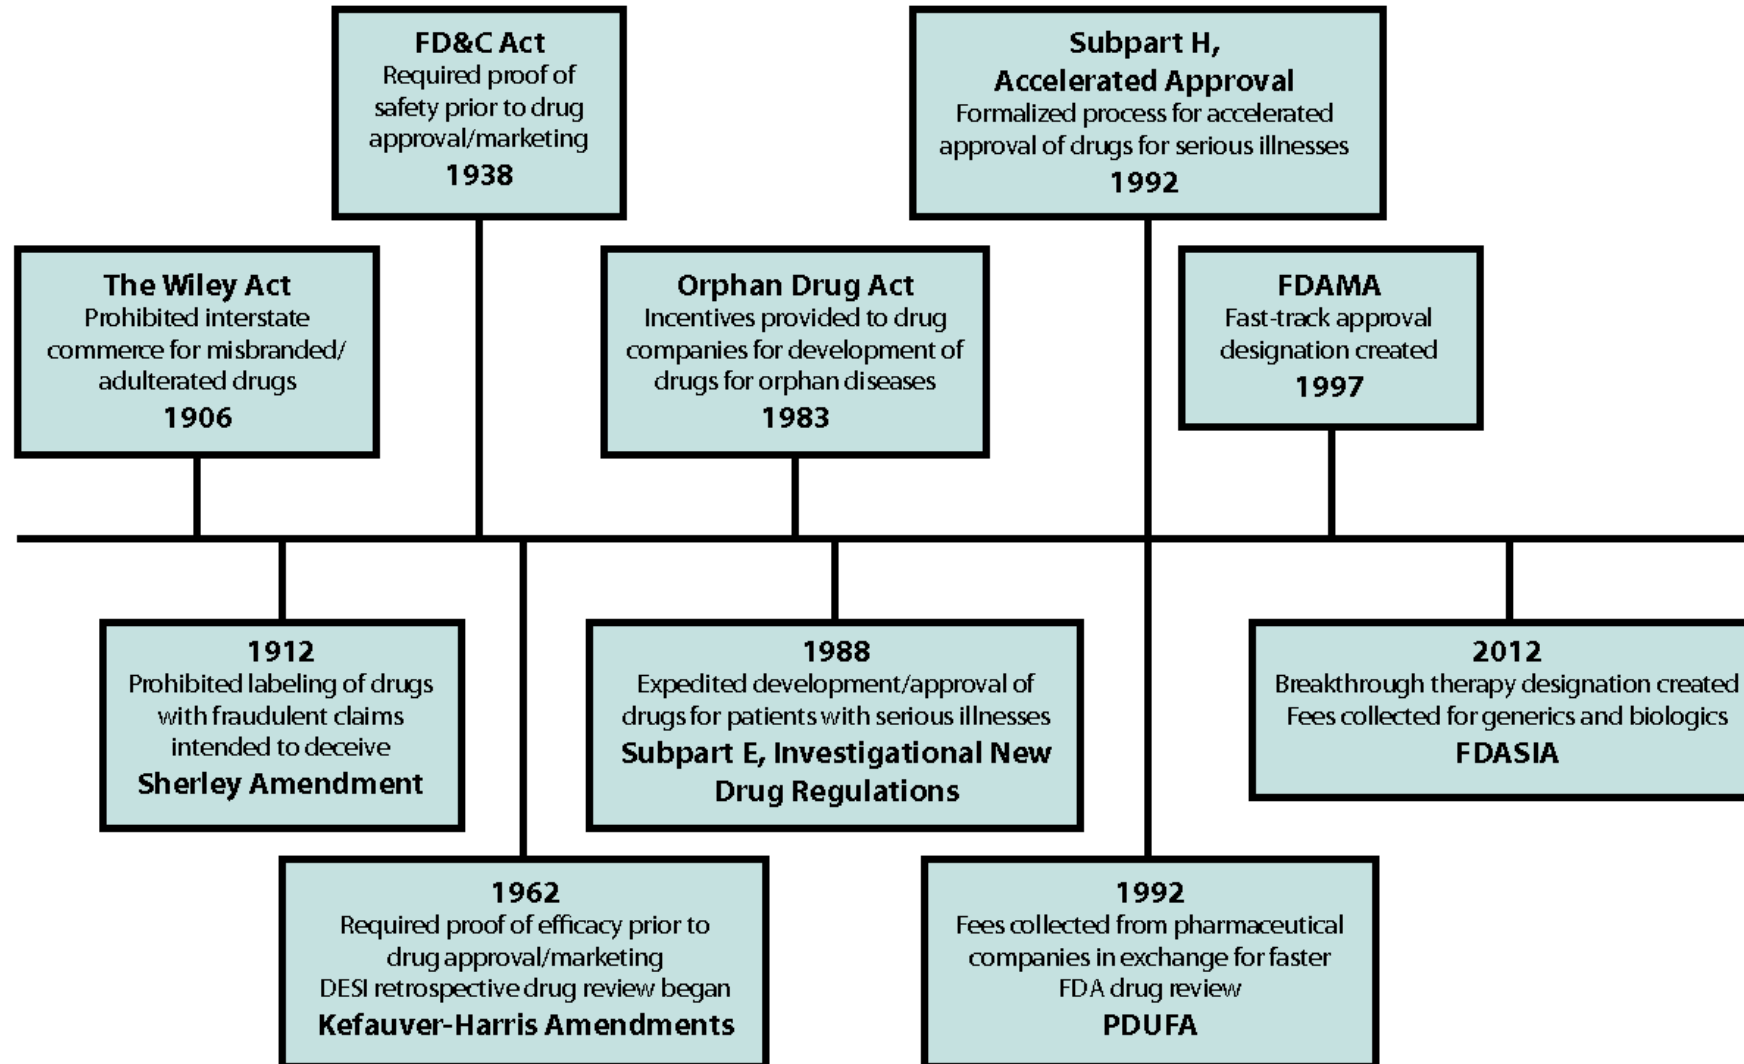 FD&C Act
Required proof of
safety prior to drug
approval/marketing
1938
Subpart H,
Accelerated Approval
Formalized process for accelerated
approval of drugs for serious illnesses
1992
The Wiley Act
Prohibited interstate
commerce for misbranded/
adulterated drugs
1906
Orphan Drug Act
Incentives provided to drug
companies for development of
drugs for orphan diseases
1983
FDAMA
Fast-track approval
designation created
1997
1912
Prohibited labeling of drugs
with fraudulent claims
intended to deceive
Sherley Amendment
1988
Expedited development/approval of
drugs for patients with serious illnesses
Subpart E, Investigational New
Drug Regulations
2012
Breakthrough therapy designation created
Fees collected for generics and biologics
FDASIA
1962
Required proof of efficacy prior to
drug approval/marketing
DESI retrospective drug review began
Kefauver-Harris Amendments
1992
Fees collected from pharmaceutical
companies in exchange for faster
FDA drug review
PDUFA